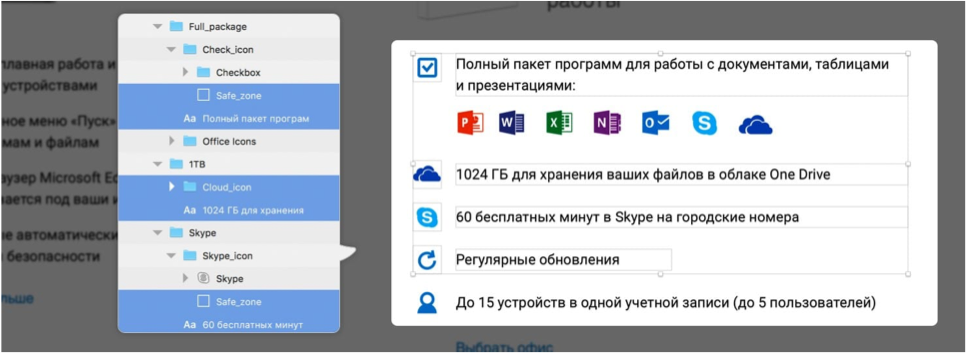 работы
Full_package
Check_icon
Checkbox
Safe_zone
Aa Полный пакет програм
Office Icons
1TB
Cloud_icon
Aa 1024 ГБ для хранения
Skype
Skype_icon
Skype
Safe_zone
Aa 60 бесплатных минут
плавная работа и
устройствами
ное меню «Пуск»
мам и файлам
аузер Microsoft Ed
вается под ваши и
ые автоматически
безопасности
льше
Полный пакет программ для работы с документами, таблицами
и презентациями:
1024 ГБ для хранения ваших файлов в облаке One Drive
60 бесплатных минут в Skype на городские номера
Регулярные обновления
До 15 устройств в одной учетной записи (до 5 пользователей)
Выбрать офис